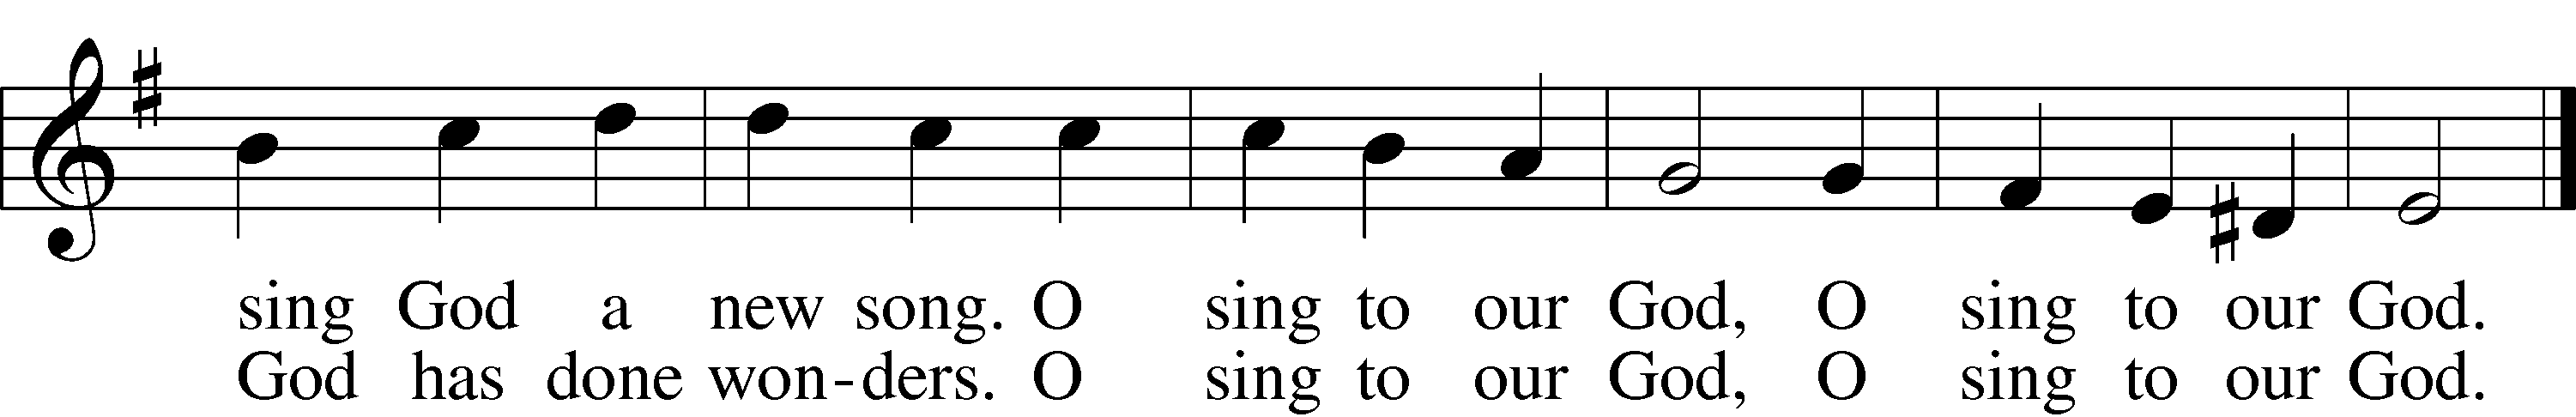 sing God a new song. O sing to our God, O sing to our God.
God has done won-ders. O sing to our God, O sing to our God.